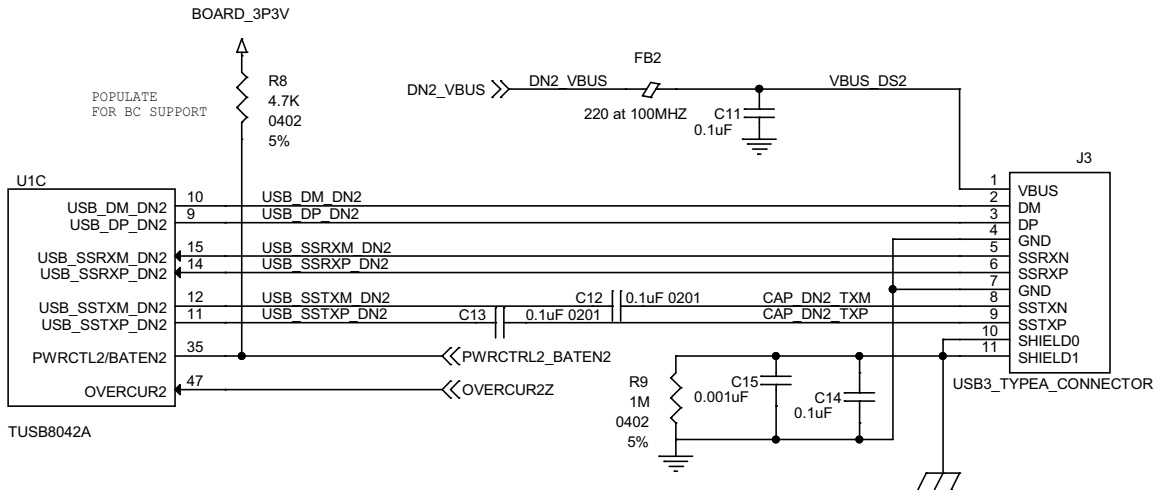 BOARD_3P3V
POPULATE
FOR BC SUPPORT
R8
4.7K
0402
5%
DN2_VBUS
DN2_VBUS
FB2
220 at 100MHZ
VBUS_DS2
C11
0.1uF
J3
U1C
USB_DM_DN2 10 USB_DM_DN2
USB_DP_DN2 9 USB_DP_DN2
USB_SSRXM_DN2 15 USB_SSRXM_DN2
USB_SSRXP_DN2 14 USB_SSRXP_DN2
USB_SSTXM_DN2 12 USB_SSTXM_DN2
USB_SSTXP_DN2 11 USB_SSTXP_DN2
PWRCTL2/BATEN2 35 PWRCTRL2_BATEN2
OVERCUR2 47 OVERCUR2Z
TUSB8042A
C12 0.1uF 0201 CAP_DN2_TXM
C13 0.1uF 0201 CAP_DN2_TXP
1 VBUS
2 DM
3 DP
4 GND
5 SSRXN
6 SSRXP
7 GND
8 SSTXN
9 SSTXP
10 SHIELD0
11 SHIELD1
USB3_TYPEA_CONNECTOR
R9
1M
0402
5%
C15
0.001uF
C14
0.1uF